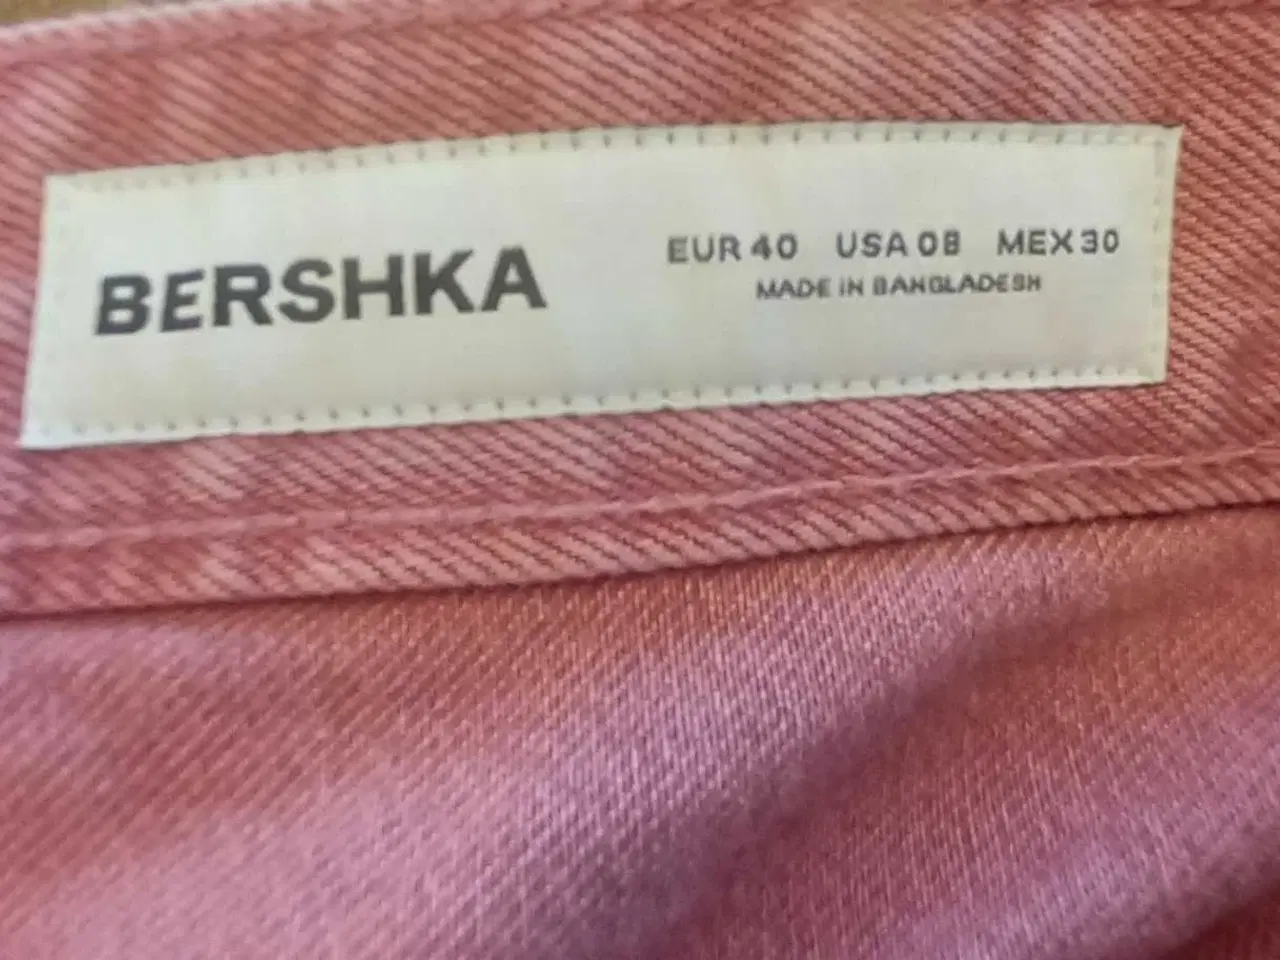 BERSHKA
EUR 40 USA 08 MEX 30
MADE IN BANGLADESH